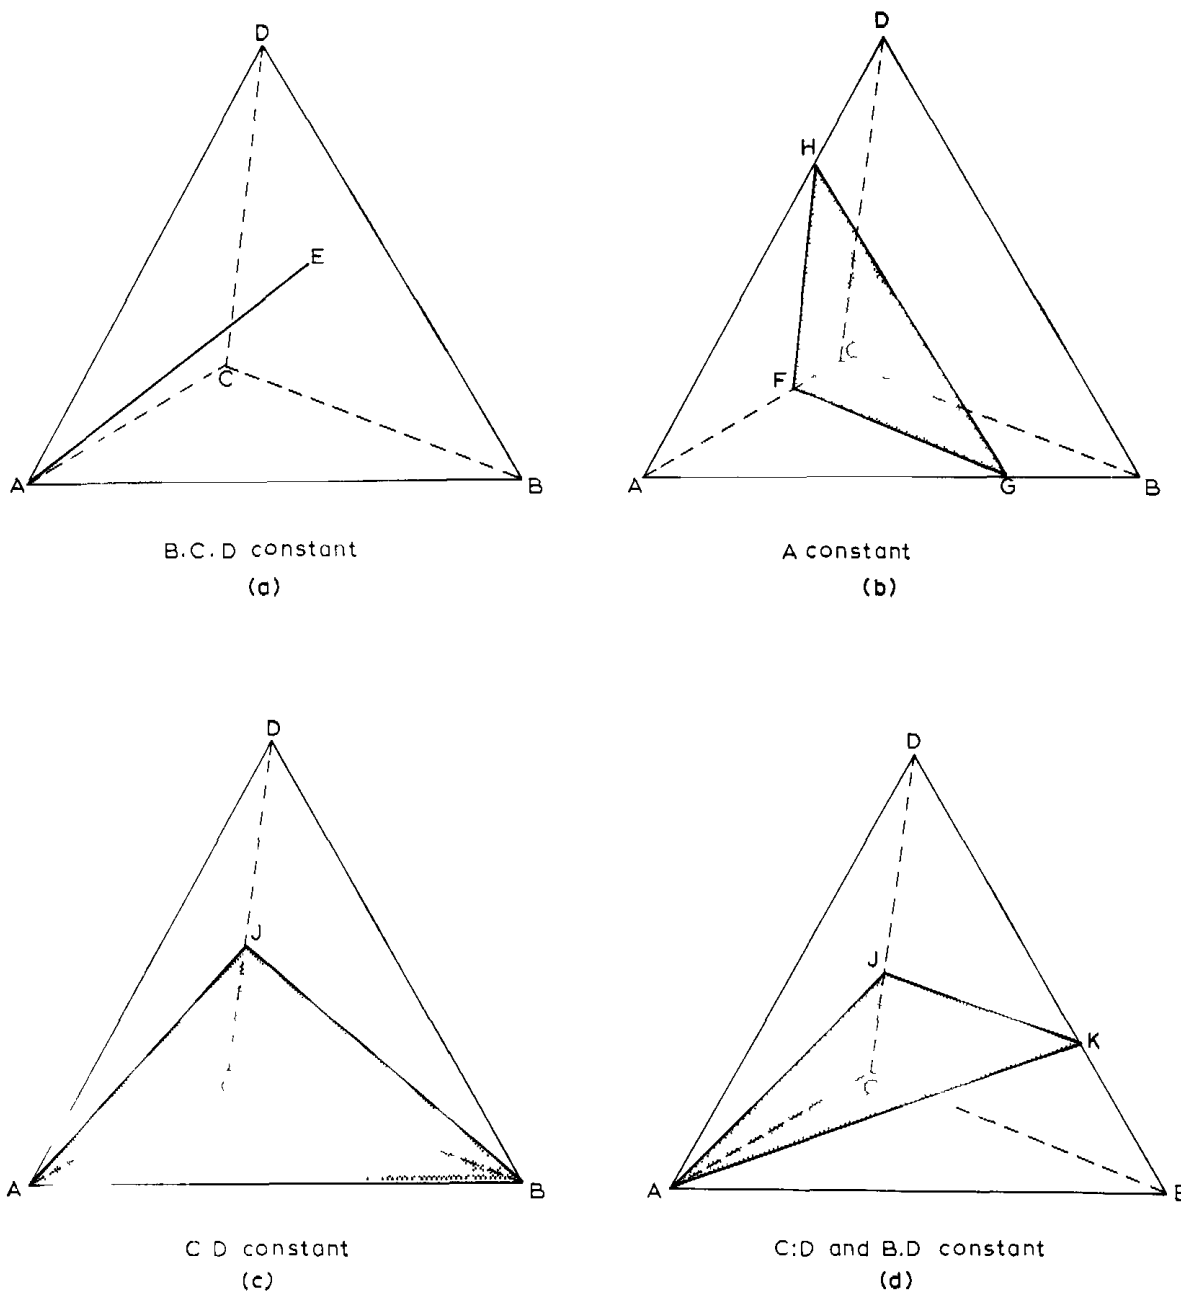 D
E
C
A
B
B.C.D constant
(a)
D
H
C
F
A
G
B
A constant
(b)
D
J
A
B
C D constant
(c)
D
J
K
C
A
B
C:D and B.D constant
(d)